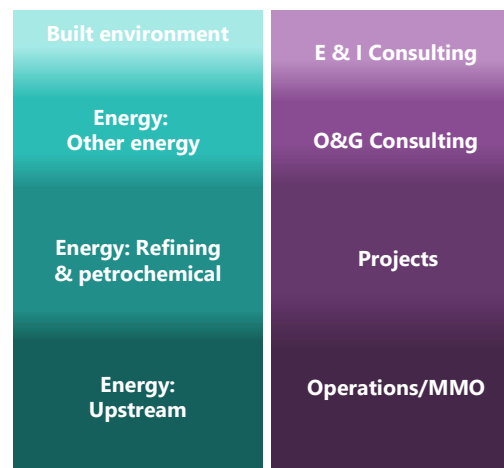 Built environment
Energy:
Other energy
Energy: Refining
& petrochemical
Energy:
Upstream
E & I Consulting
O&G Consulting
Projects
Operations/MMO